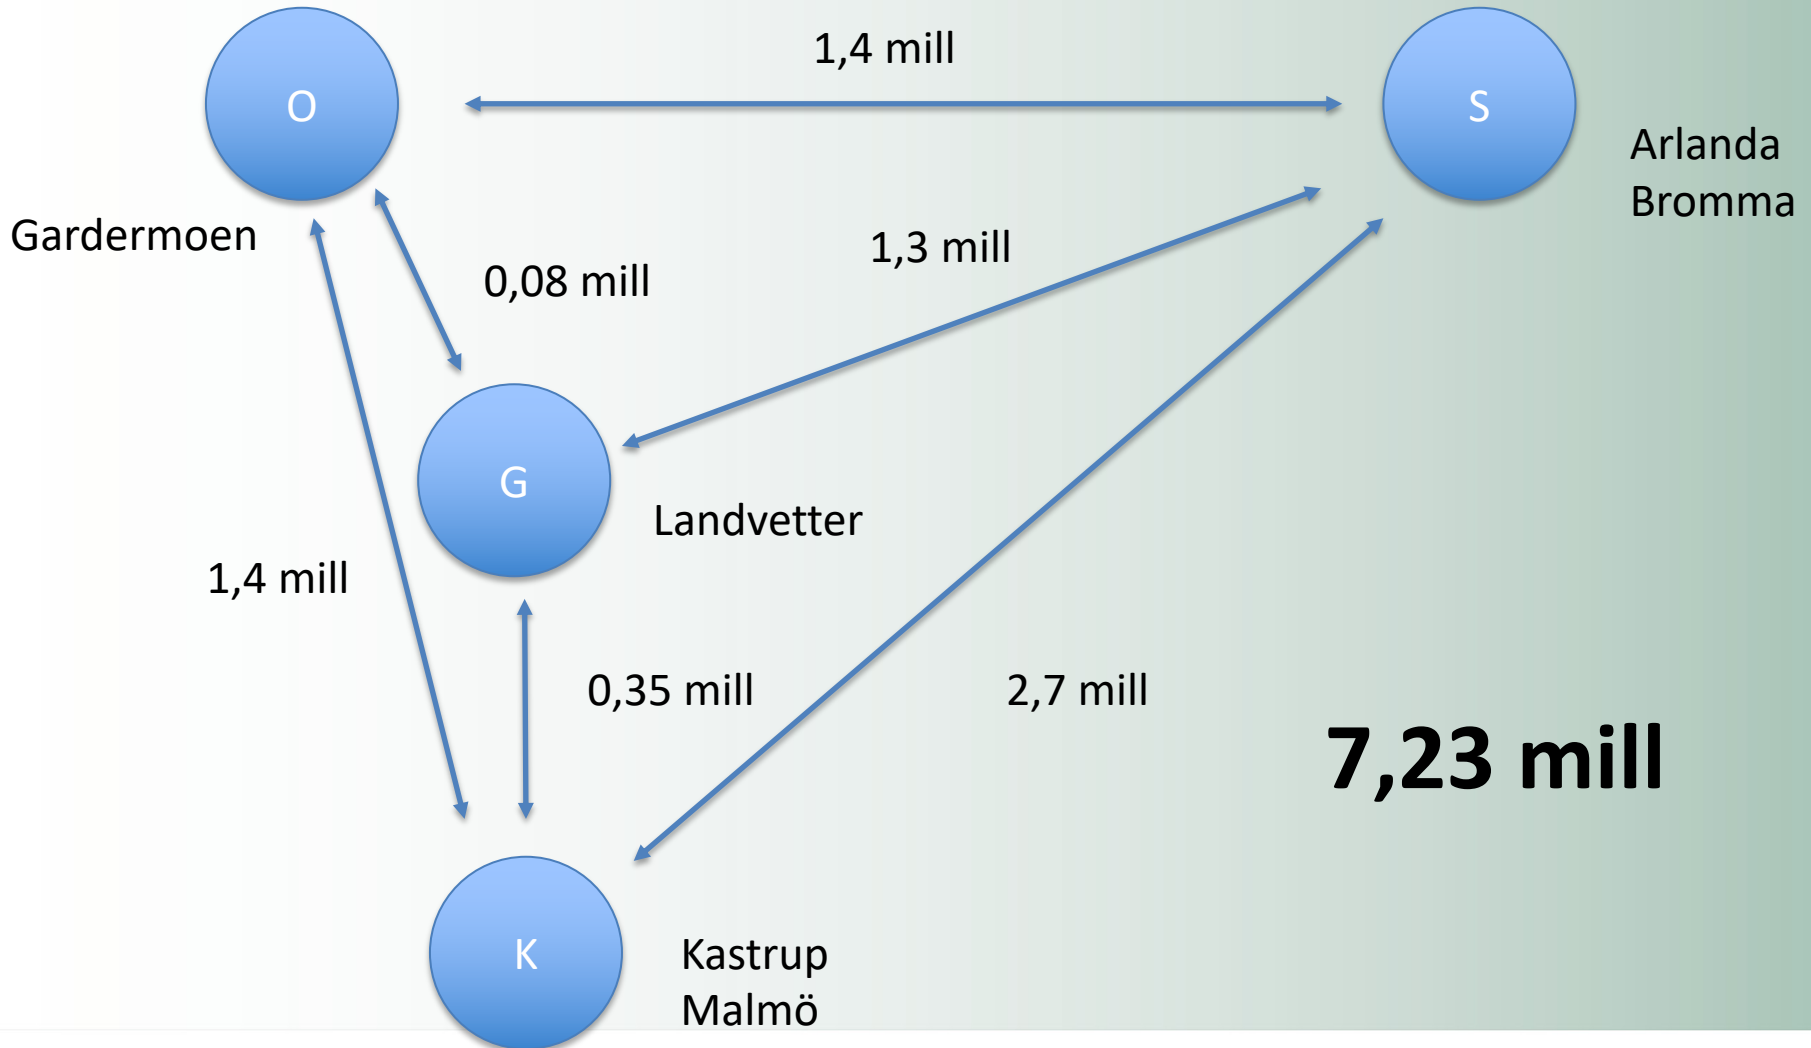 1,4 mill
O
S
Arlanda
Bromma
Gardermoen
1,3 mill
0,08 mill
G
Landvetter
1,4 mill
0,35 mill
2,7 mill
7,23 mill
K
Kastrup
Malmö